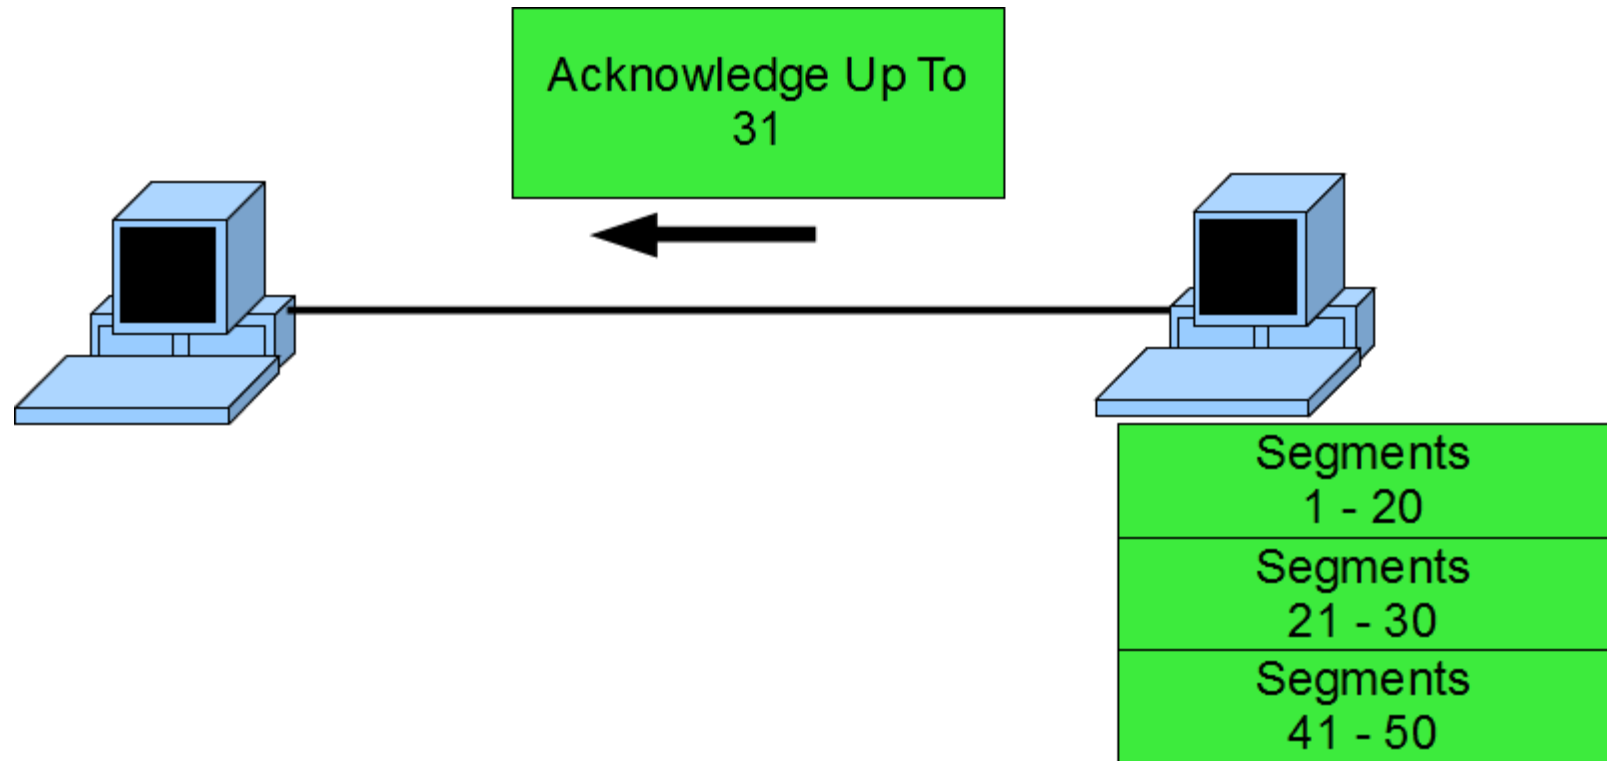 Acknowledge Up To
31
Segments
1 - 20
Segments
21 - 30
Segments
41 - 50